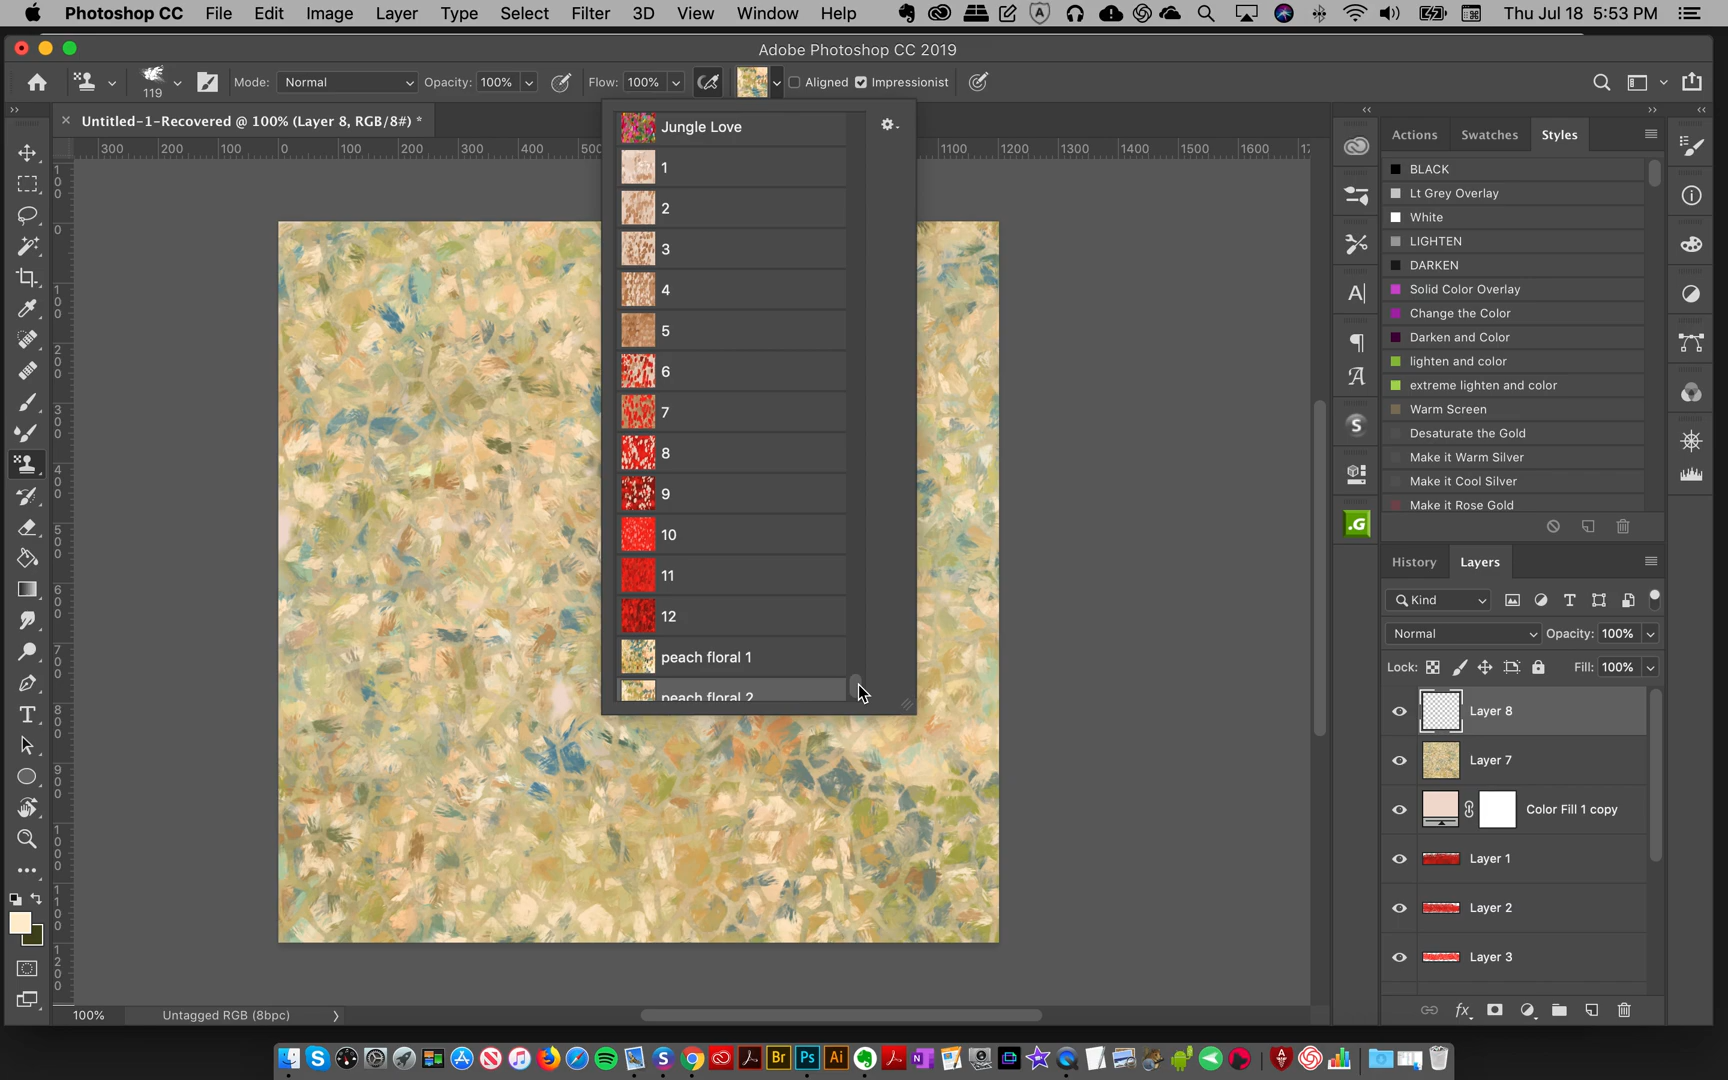 Photoshop CC File Edit Image Layer Type Select Filter 3D View Window Help Thu Jul 18 5:53 PM
Adobe Photoshop CC 2019
119 Mode: Normal Opacity: 100% Flow: 100% Aligned Impressionist
Untitled-1-Recovered @ 100% (Layer 8, RGB/8#) *
300 200 100 0 100 200 300 400 1100 1200 1300 1400 1500 1600
Jungle Love
1
2
3
4
5
6
7
8
9
10
11
12
peach floral 1
peach floral 2
Actions Swatches Styles
BLACK
Lt Grey Overlay
White
LIGHTEN
DARKEN
Solid Color Overlay
Change the Color
Darken and Color
lighten and color
extreme lighten and color
Warm Screen
Desaturate the Gold
Make it Warm Silver
Make it Cool Silver
Make it Rose Gold
History Layers
Kind
Normal Opacity: 100%
Lock: Fill: 100%
Layer 8
Layer 7
Color Fill 1 copy
Layer 1
Layer 2
Layer 3
100% Untagged RGB (8bpc)
Br Ps Ai